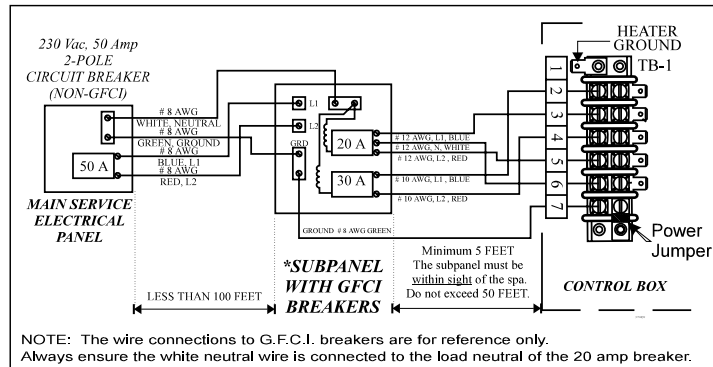 230 Vac, 50 Amp
2-POLE
CIRCUIT BREAKER
(NON-GFCI)
# 8 AWG
WHITE, NEUTRAL
# 8 AWG
GREEN, GROUND
# 8 AWG
BLUE, L1
# 8 AWG
RED, L2
50 A
MAIN SERVICE
ELECTRICAL
PANEL
LESS THAN 100 FEET
L1
N
L2
GRD
20 A
30 A
*SUBPANEL
WITH GFCI
BREAKERS
# 12 AWG, L1, BLUE
# 12 AWG, N, WHITE
# 12 AWG, L2 , RED
# 10 AWG, L1 , BLUE
# 10 AWG, L2 , RED
GROUND # 8 AWG GREEN
Minimum 5 FEET
The subpanel must be
within sight of the spa.
Do not exceed 50 FEET.
HEATER
GROUND
TB-1
1
2
3
4
5
6
7
Power
Jumper
CONTROL BOX
NOTE: The wire connections to G.F.C.I. breakers are for reference only.
Always ensure the white neutral wire is connected to the load neutral of the 20 amp breaker.